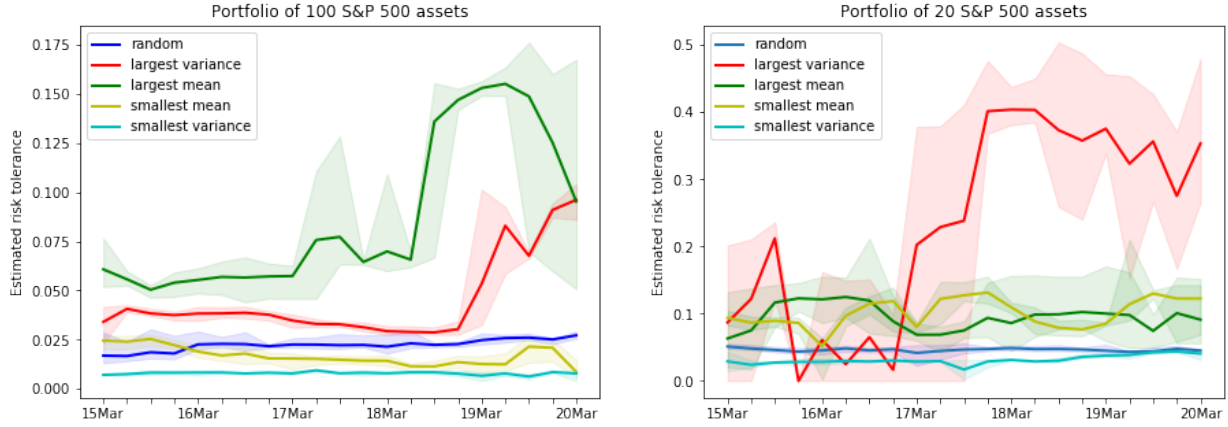 Portfolio of 100 S&P 500 assets
Estimated risk tolerance
0.175
0.150
0.125
0.100
0.075
0.050
0.025
0.000
random
largest variance
largest mean
smallest mean
smallest variance
15Mar 16Mar 17Mar 18Mar 19Mar 20Mar
Portfolio of 20 S&P 500 assets
Estimated risk tolerance
0.5
0.4
0.3
0.2
0.1
0.0
random
largest variance
largest mean
smallest mean
smallest variance
15Mar 16Mar 17Mar 18Mar 19Mar 20Mar